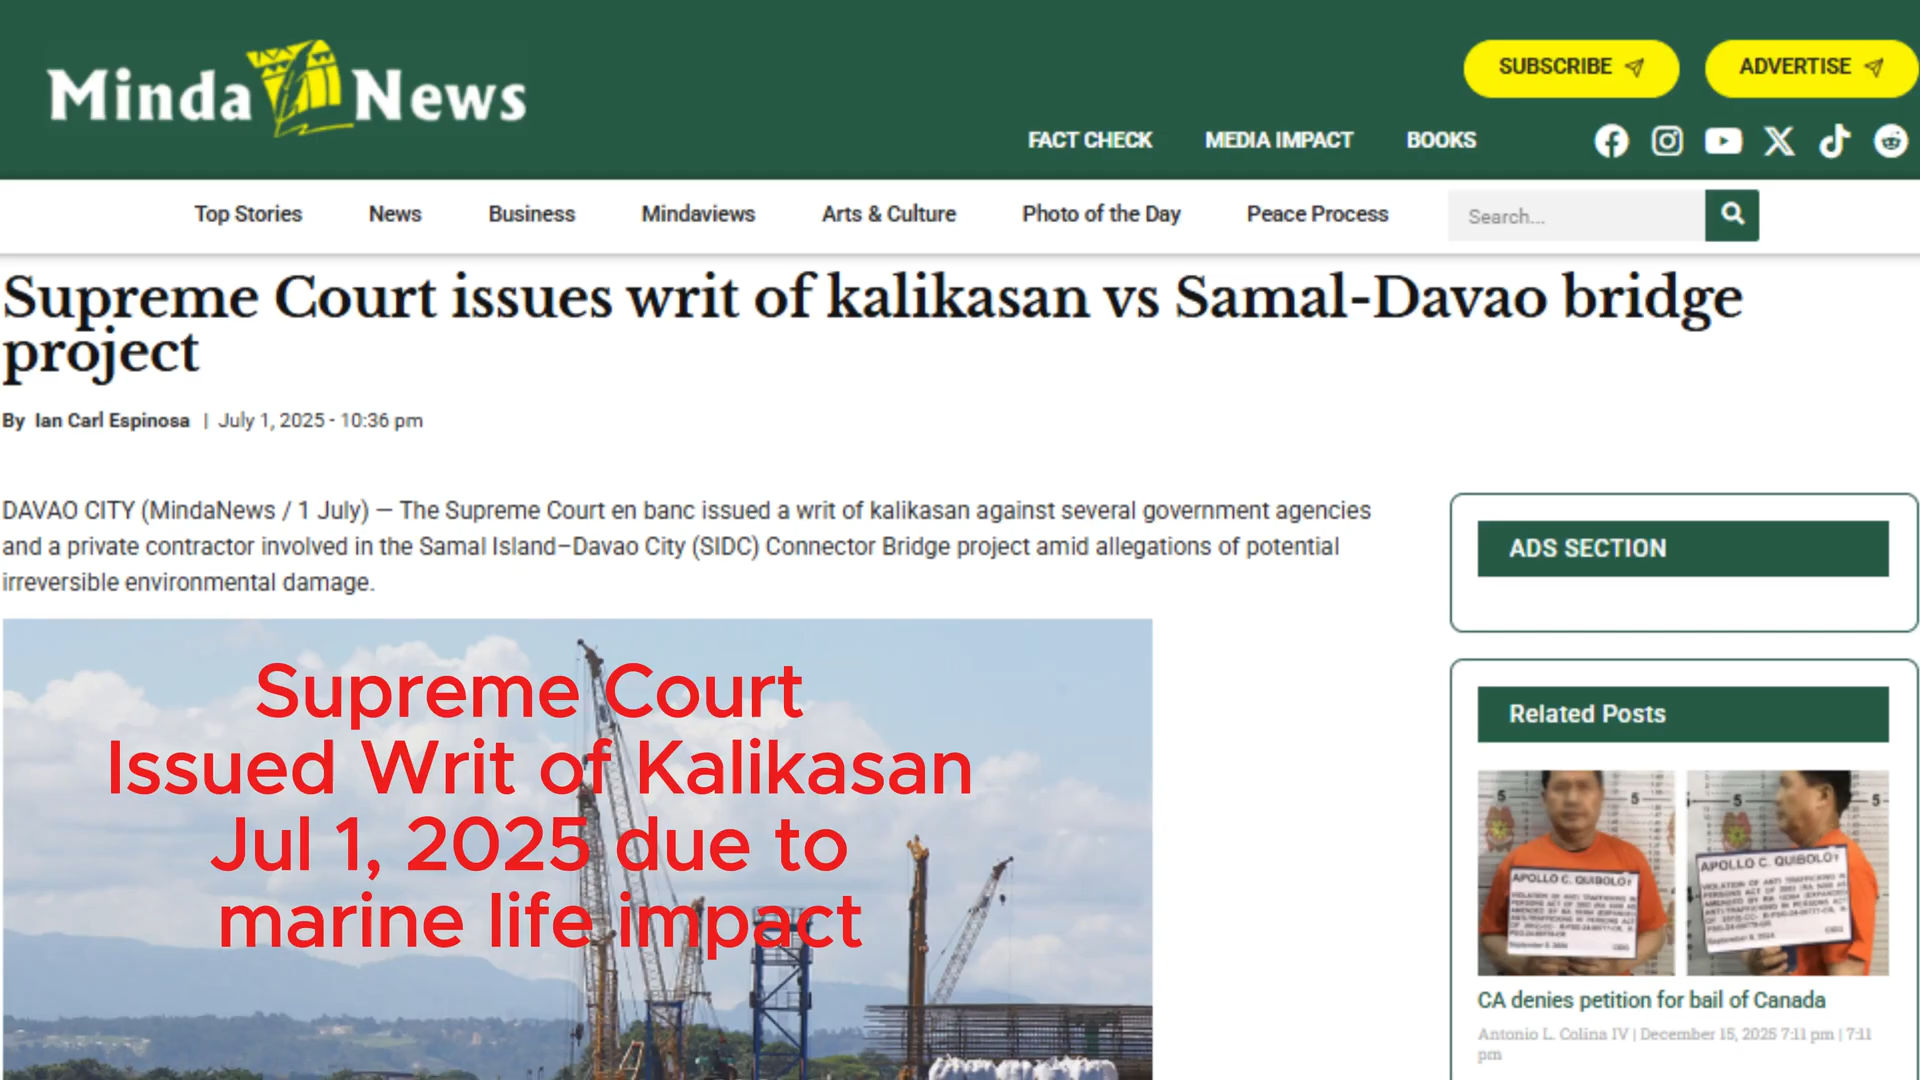 Minda News
SUBSCRIBE
ADVERTISE
FACT CHECK
MEDIA IMPACT
BOOKS
Top Stories
News
Business
Mindaviews
Arts & Culture
Photo of the Day
Peace Process
Search...
Supreme Court issues writ of kalikasan vs Samal-Davao bridge
project
By Ian Carl Espinosa | July 1, 2025 - 10:36 pm
DAVAO CITY (MindaNews / 1 July) — The Supreme Court en banc issued a writ of kalikasan against several government agencies
and a private contractor involved in the Samal Island–Davao City (SIDC) Connector Bridge project amid allegations of potential
irreversible environmental damage.
Supreme Court
Issued Writ of Kalikasan
Jul 1, 2025 due to
marine life impact
ADS SECTION
Related Posts
5
5
APOLLO C. QUIBOLOY
5
5
APOLLO C. QUIBOLOY
CA denies petition for bail of Canada
Antonio L. Colina IV | December 15, 2025 7:11 pm | 7:11
pm